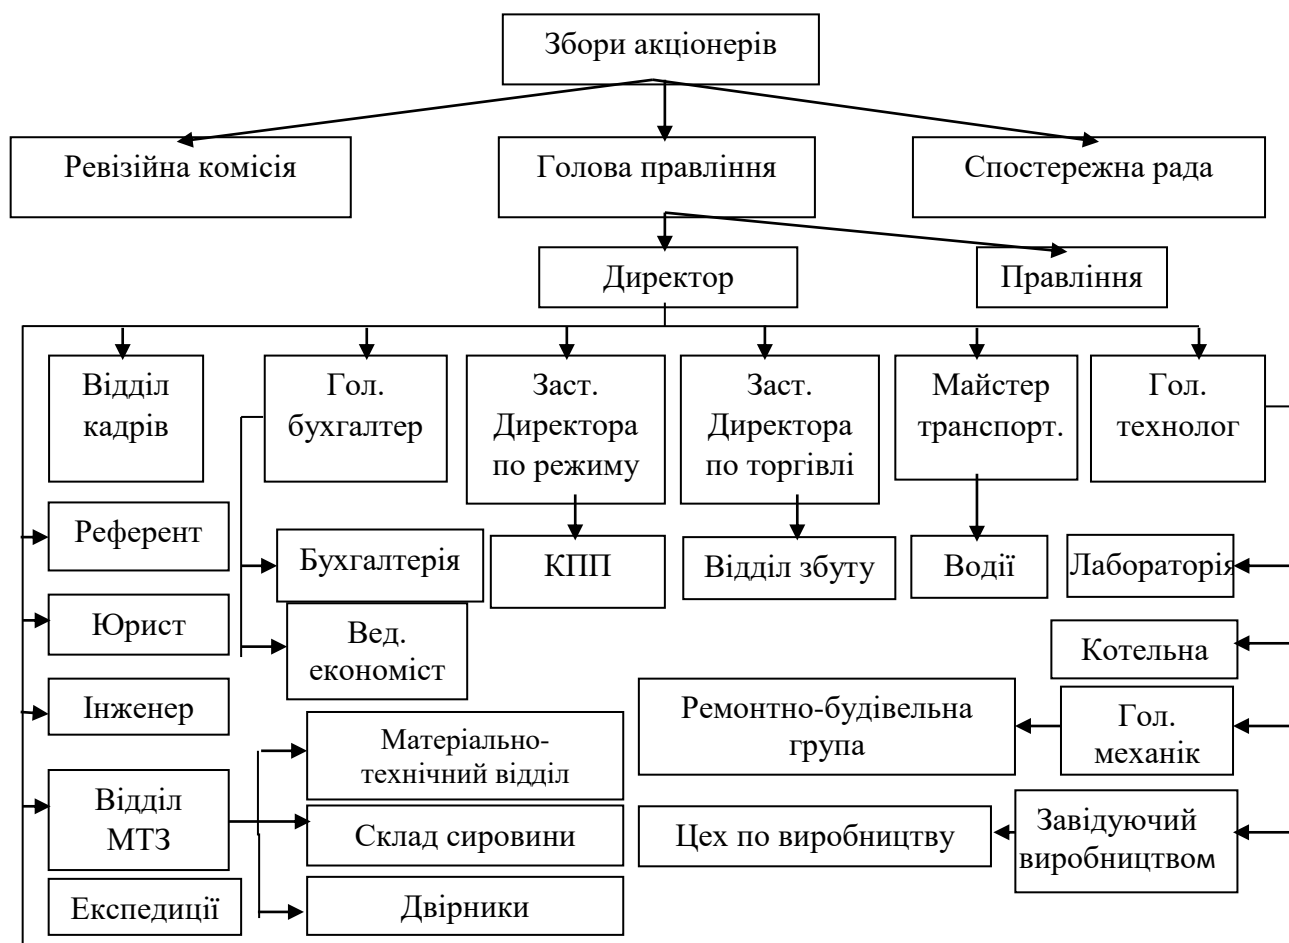 Збори акціонерів
Ревізійна комісія
Голова правління
Спостережна рада
Директор
Правління
Відділ
кадрів
Гол.
бухгалтер
Заст.
Директора
по режиму
Заст.
Директора
по торгівлі
Майстер
транспорт.
Гол.
технолог
Референт
Бухгалтерія
КПП
Відділ збуту
Водії
Лабораторія
Юрист
Вед.
економіст
Котельна
Інженер
Ремонтно-будівельна
група
Гол.
механік
Матеріально-
технічний відділ
Відділ
МТЗ
Склад сировини
Цех по виробництву
Завідуючий
виробництвом
Експедиції
Двірники